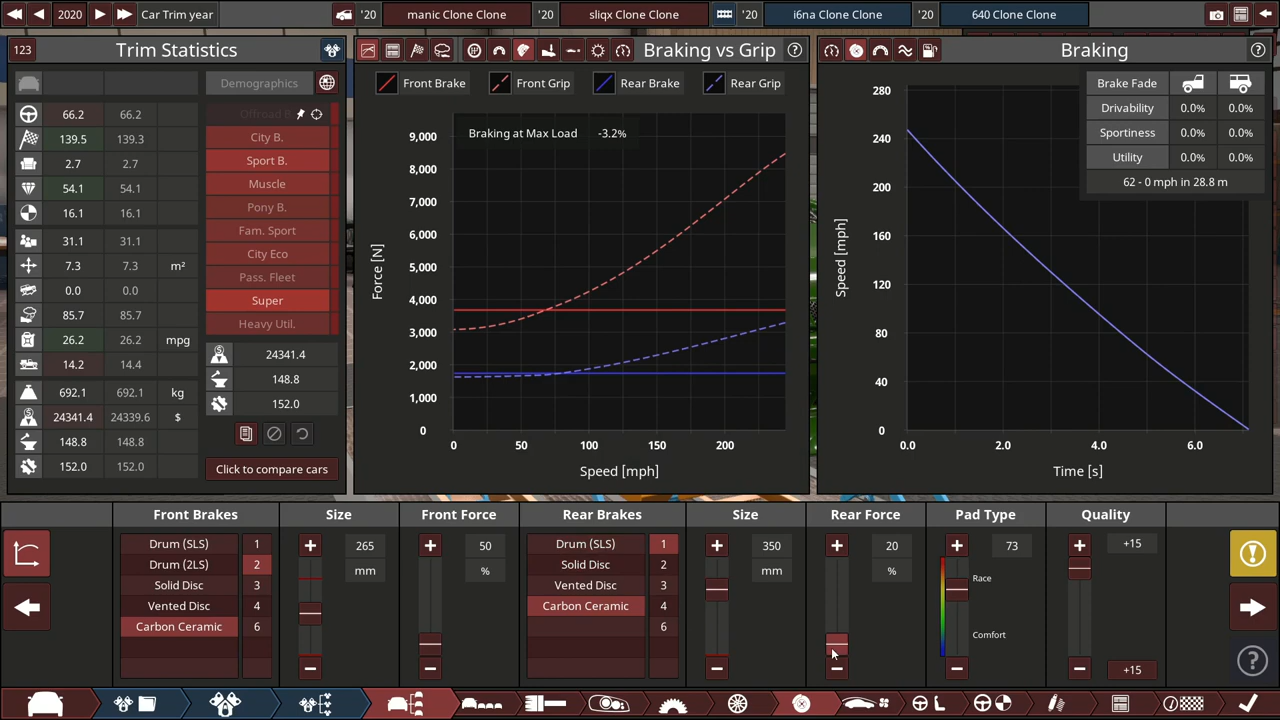 2020
Car Trim year
'20
manic Clone Clone
'20
sliqx Clone Clone
'20
i6na Clone Clone
'20
640 Clone Clone
123
Trim Statistics
Demographics
66.2 66.2
139.5 139.3
2.7 2.7
54.1 54.1
16.1 16.1
31.1 31.1
7.3 7.3 m²
0.0 0.0
85.7 85.7
26.2 26.2 mpg
14.2 14.4
692.1 692.1 kg
24341.4 24339.6 $
148.8 148.8
152.0 152.0
Offroad B.
City B.
Sport B.
Muscle
Pony B.
Fam. Sport
City Eco
Pass. Fleet
Super
Heavy Util.
24341.4
148.8
152.0
Click to compare cars
Braking vs Grip
?
Front Brake
Front Grip
Rear Brake
Rear Grip
Braking at Max Load -3.2%
9,000
8,000
7,000
6,000
5,000
4,000
3,000
2,000
1,000
0
Force [N]
0 50 100 150 200
Speed [mph]
Braking
?
Brake Fade
Drivability 0.0% 0.0%
Sportiness 0.0% 0.0%
Utility 0.0% 0.0%
62 - 0 mph in 28.8 m
280
240
200
160
120
80
40
0
Speed [mph]
0.0 2.0 4.0 6.0
Time [s]
Front Brakes
Drum (SLS) 1
Drum (2LS) 2
Solid Disc 3
Vented Disc 4
Carbon Ceramic 6
Size
+ 265
mm
−
Front Force
+ 50
%
−
Rear Brakes
Drum (SLS) 1
Solid Disc 2
Vented Disc 3
Carbon Ceramic 4
6
Size
+ 350
mm
−
Rear Force
+ 20
%
−
Pad Type
+ 73
Race
Comfort
−
Quality
+ +15
− +15
?